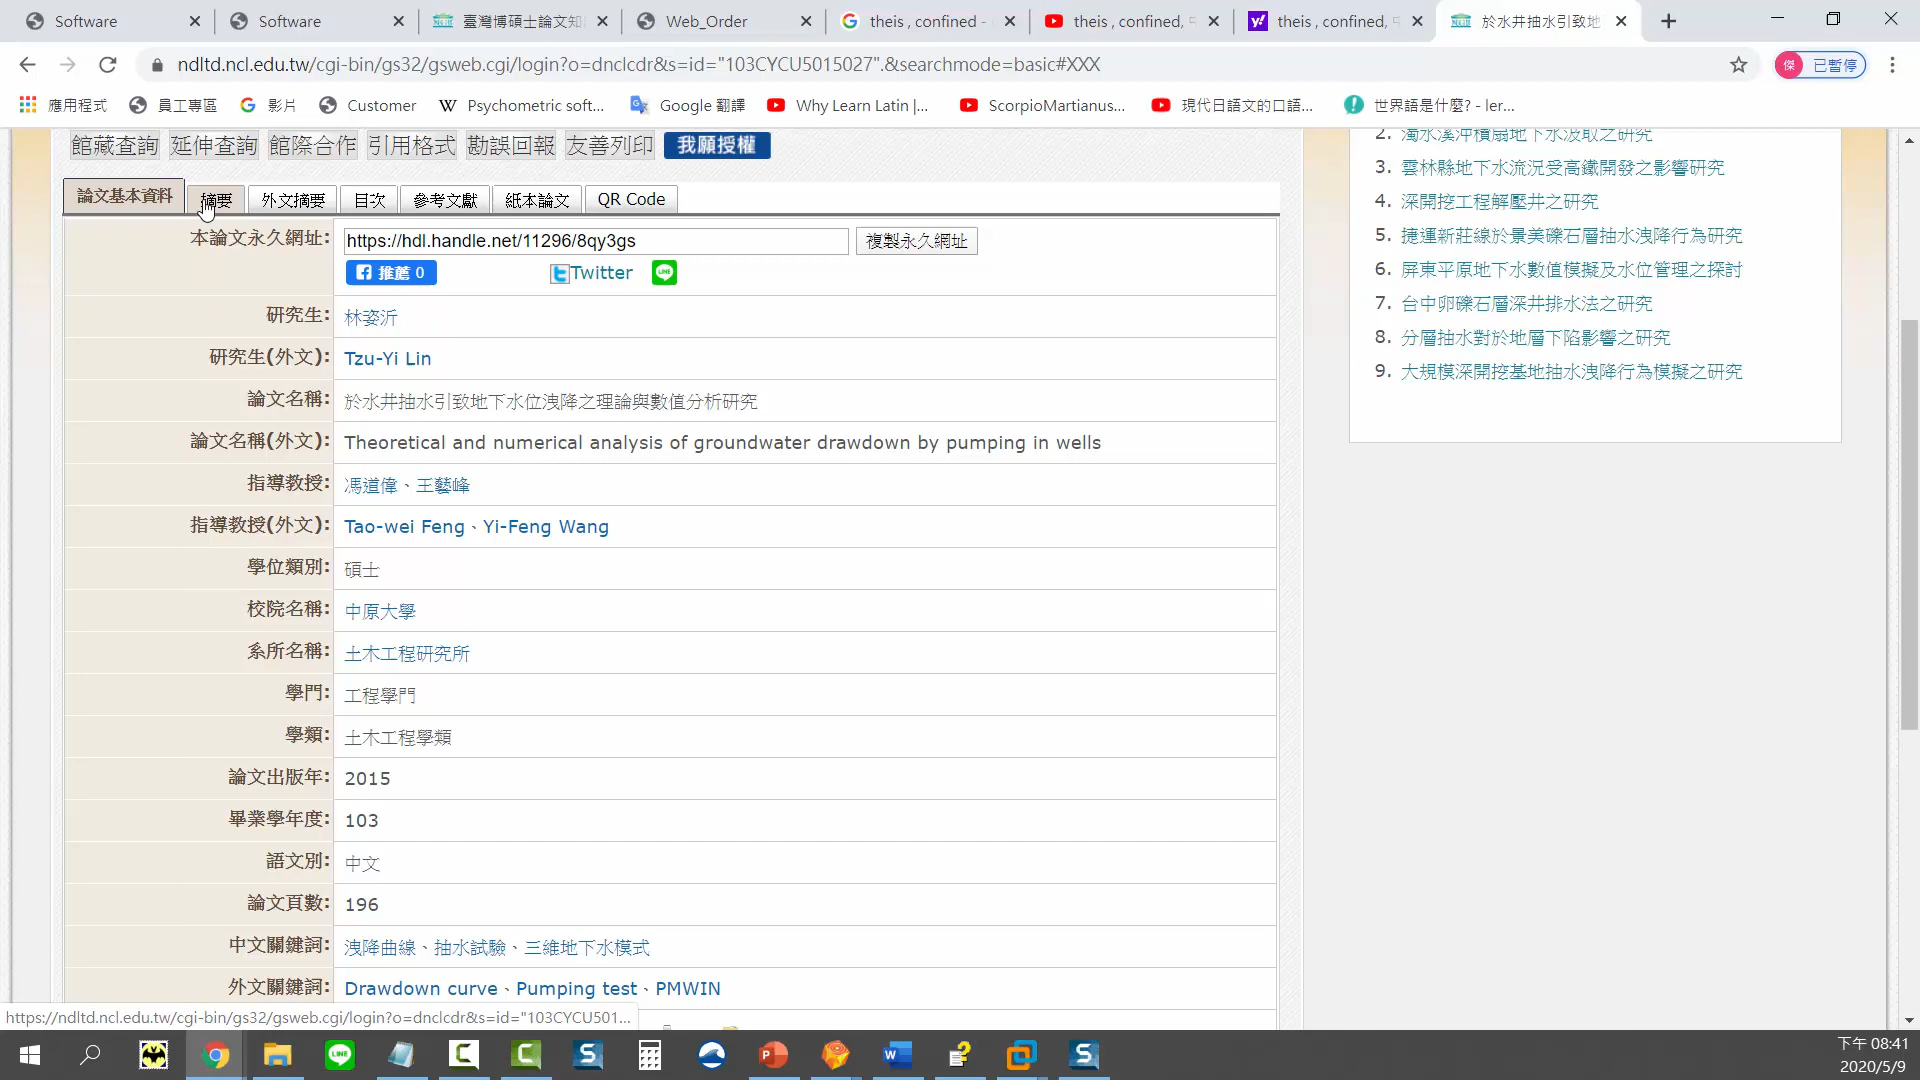 Software
Software
臺灣博碩士論文知
Web_Order
theis , confined -
theis , confined,
theis , confined,
於水井抽水引致地
ndltd.ncl.edu.tw/cgi-bin/gs32/gsweb.cgi/login?o=dnclcdr&s=id="103CYCU5015027".&searchmode=basic#XXX
傑 已暫停
應用程式
員工專區
影片
Customer
Psychometric soft...
Google 翻譯
Why Learn Latin |...
ScorpioMartianus...
現代日語文的口語...
世界語是什麼? - ler...
館藏查詢 延伸查詢 館際合作 引用格式 勘誤回報 友善列印 我願授權
論文基本資料 摘要 外文摘要 目次 參考文獻 紙本論文 QR Code
本論文永久網址: https://hdl.handle.net/11296/8qy3gs 複製永久網址
推薦 0 Twitter LINE
研究生: 林姿沂
研究生(外文): Tzu-Yi Lin
論文名稱: 於水井抽水引致地下水位洩降之理論與數值分析研究
論文名稱(外文): Theoretical and numerical analysis of groundwater drawdown by pumping in wells
指導教授: 馮道偉、王藝峰
指導教授(外文): Tao-wei Feng、Yi-Feng Wang
學位類別: 碩士
校院名稱: 中原大學
系所名稱: 土木工程研究所
學門: 工程學門
學類: 土木工程學類
論文出版年: 2015
畢業學年度: 103
語文別: 中文
論文頁數: 196
中文關鍵詞: 洩降曲線、抽水試驗、三維地下水模式
外文關鍵詞: Drawdown curve、Pumping test、PMWIN
2. 濁水溪沖積扇地下水汲取之研究
3. 雲林縣地下水流況受高鐵開發之影響研究
4. 深開挖工程解壓井之研究
5. 捷運新莊線於景美礫石層抽水洩降行為研究
6. 屏東平原地下水數值模擬及水位管理之探討
7. 台中卵礫石層深井排水法之研究
8. 分層抽水對於地層下陷影響之研究
9. 大規模深開挖基地抽水洩降行為模擬之研究
https://ndltd.ncl.edu.tw/cgi-bin/gs32/gsweb.cgi/login?o=dnclcdr&s=id="103CYCU501...
下午 08:41
2020/5/9